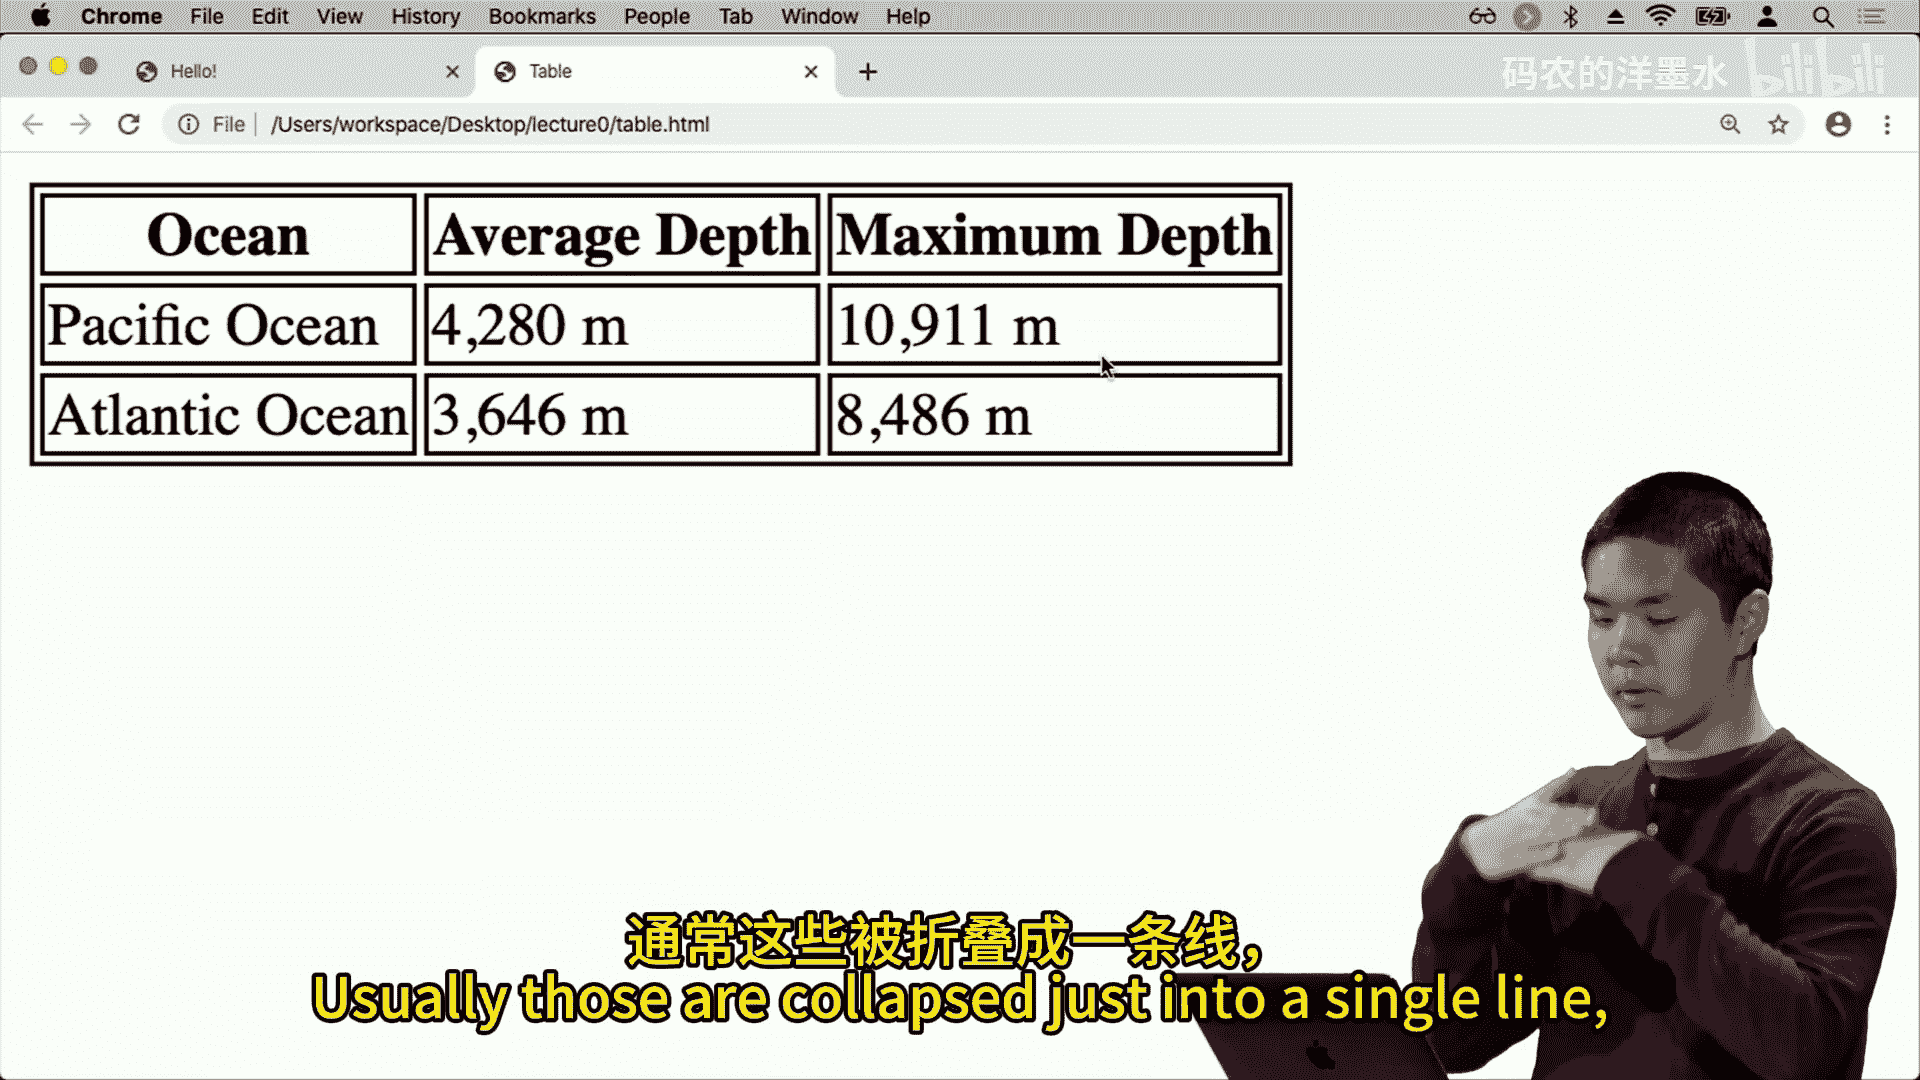 Chrome File Edit View History Bookmarks People Tab Window Help
Hello! Table
码农的洋墨水 bilibili
File /Users/workspace/Desktop/lecture0/table.html
Ocean Average Depth Maximum Depth
Pacific Ocean 4,280 m 10,911 m
Atlantic Ocean 3,646 m 8,486 m
通常这些被折叠成一条线，
Usually those are collapsed just into a single line,